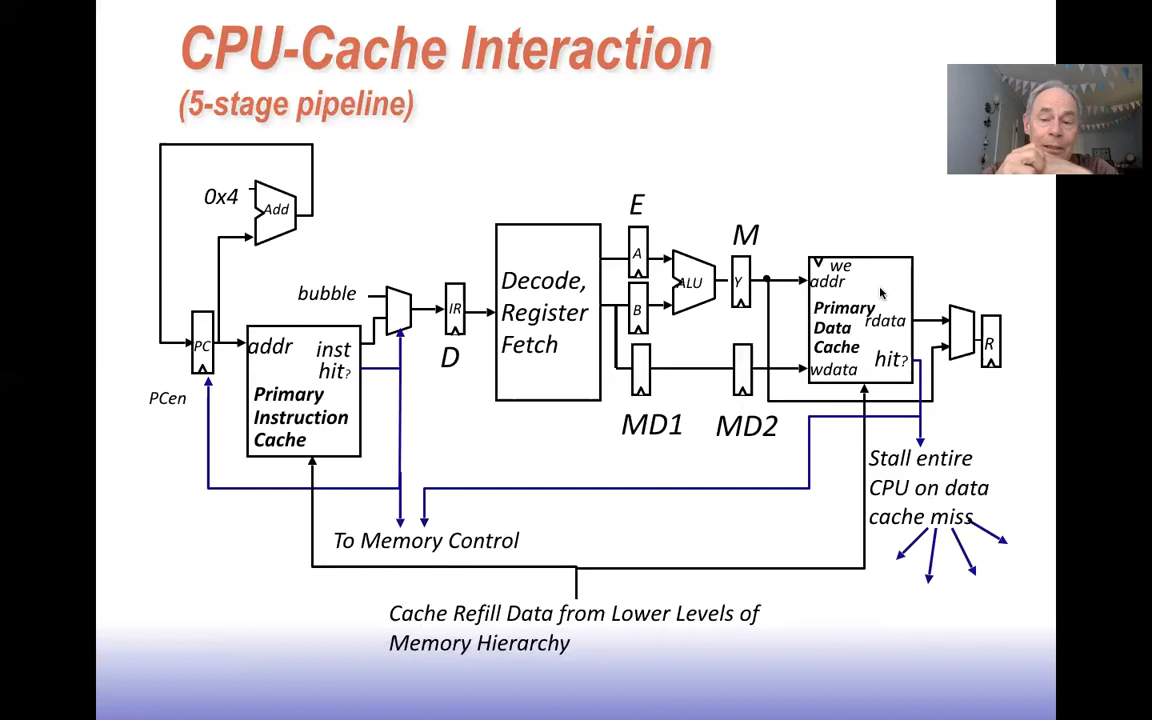 CPU-Cache Interaction
(5-stage pipeline)
0x4
Add
bubble
PC
PCen
addr
inst
hit?
Primary
Instruction
Cache
IR
D
Decode,
Register
Fetch
E
A
B
ALU
MD1
MD2
M
Y
we
addr
Primary
Data
Cache
rdata
hit?
wdata
R
Stall entire
CPU on data
cache miss
To Memory Control
Cache Refill Data from Lower Levels of
Memory Hierarchy